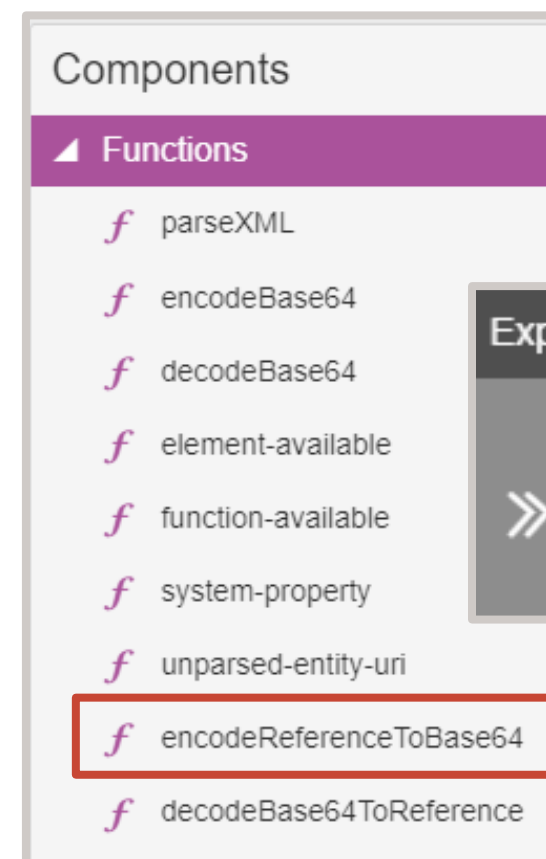 Components
Functions
parseXML
encodeBase64
decodeBase64
element-available
function-available
system-property
unparsed-entity-uri
encodeReferenceToBase64
decodeBase64ToReference
Exp